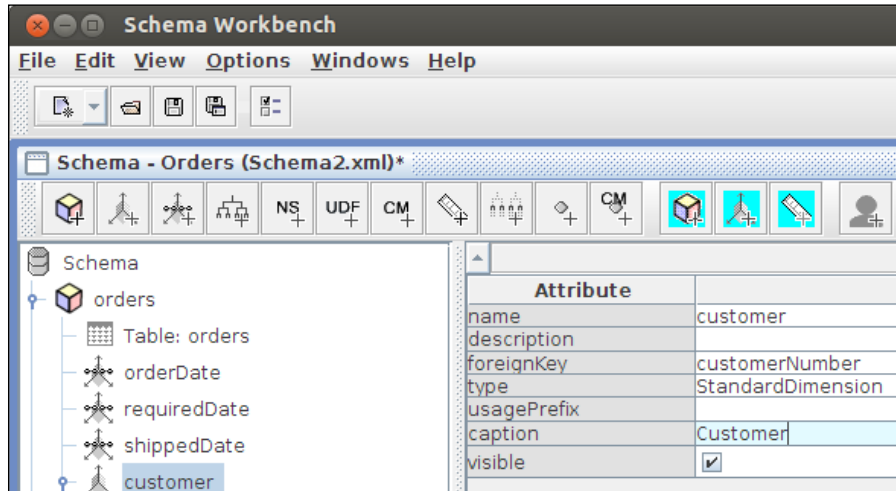 Schema Workbench
File Edit View Options Windows Help
Schema - Orders (Schema2.xml)*
NS UDF CM CM
Schema
orders
Table: orders
orderDate
requiredDate
shippedDate
customer
Attribute
name customer
description
foreignKey customerNumber
type StandardDimension
usagePrefix
caption Customer
visible